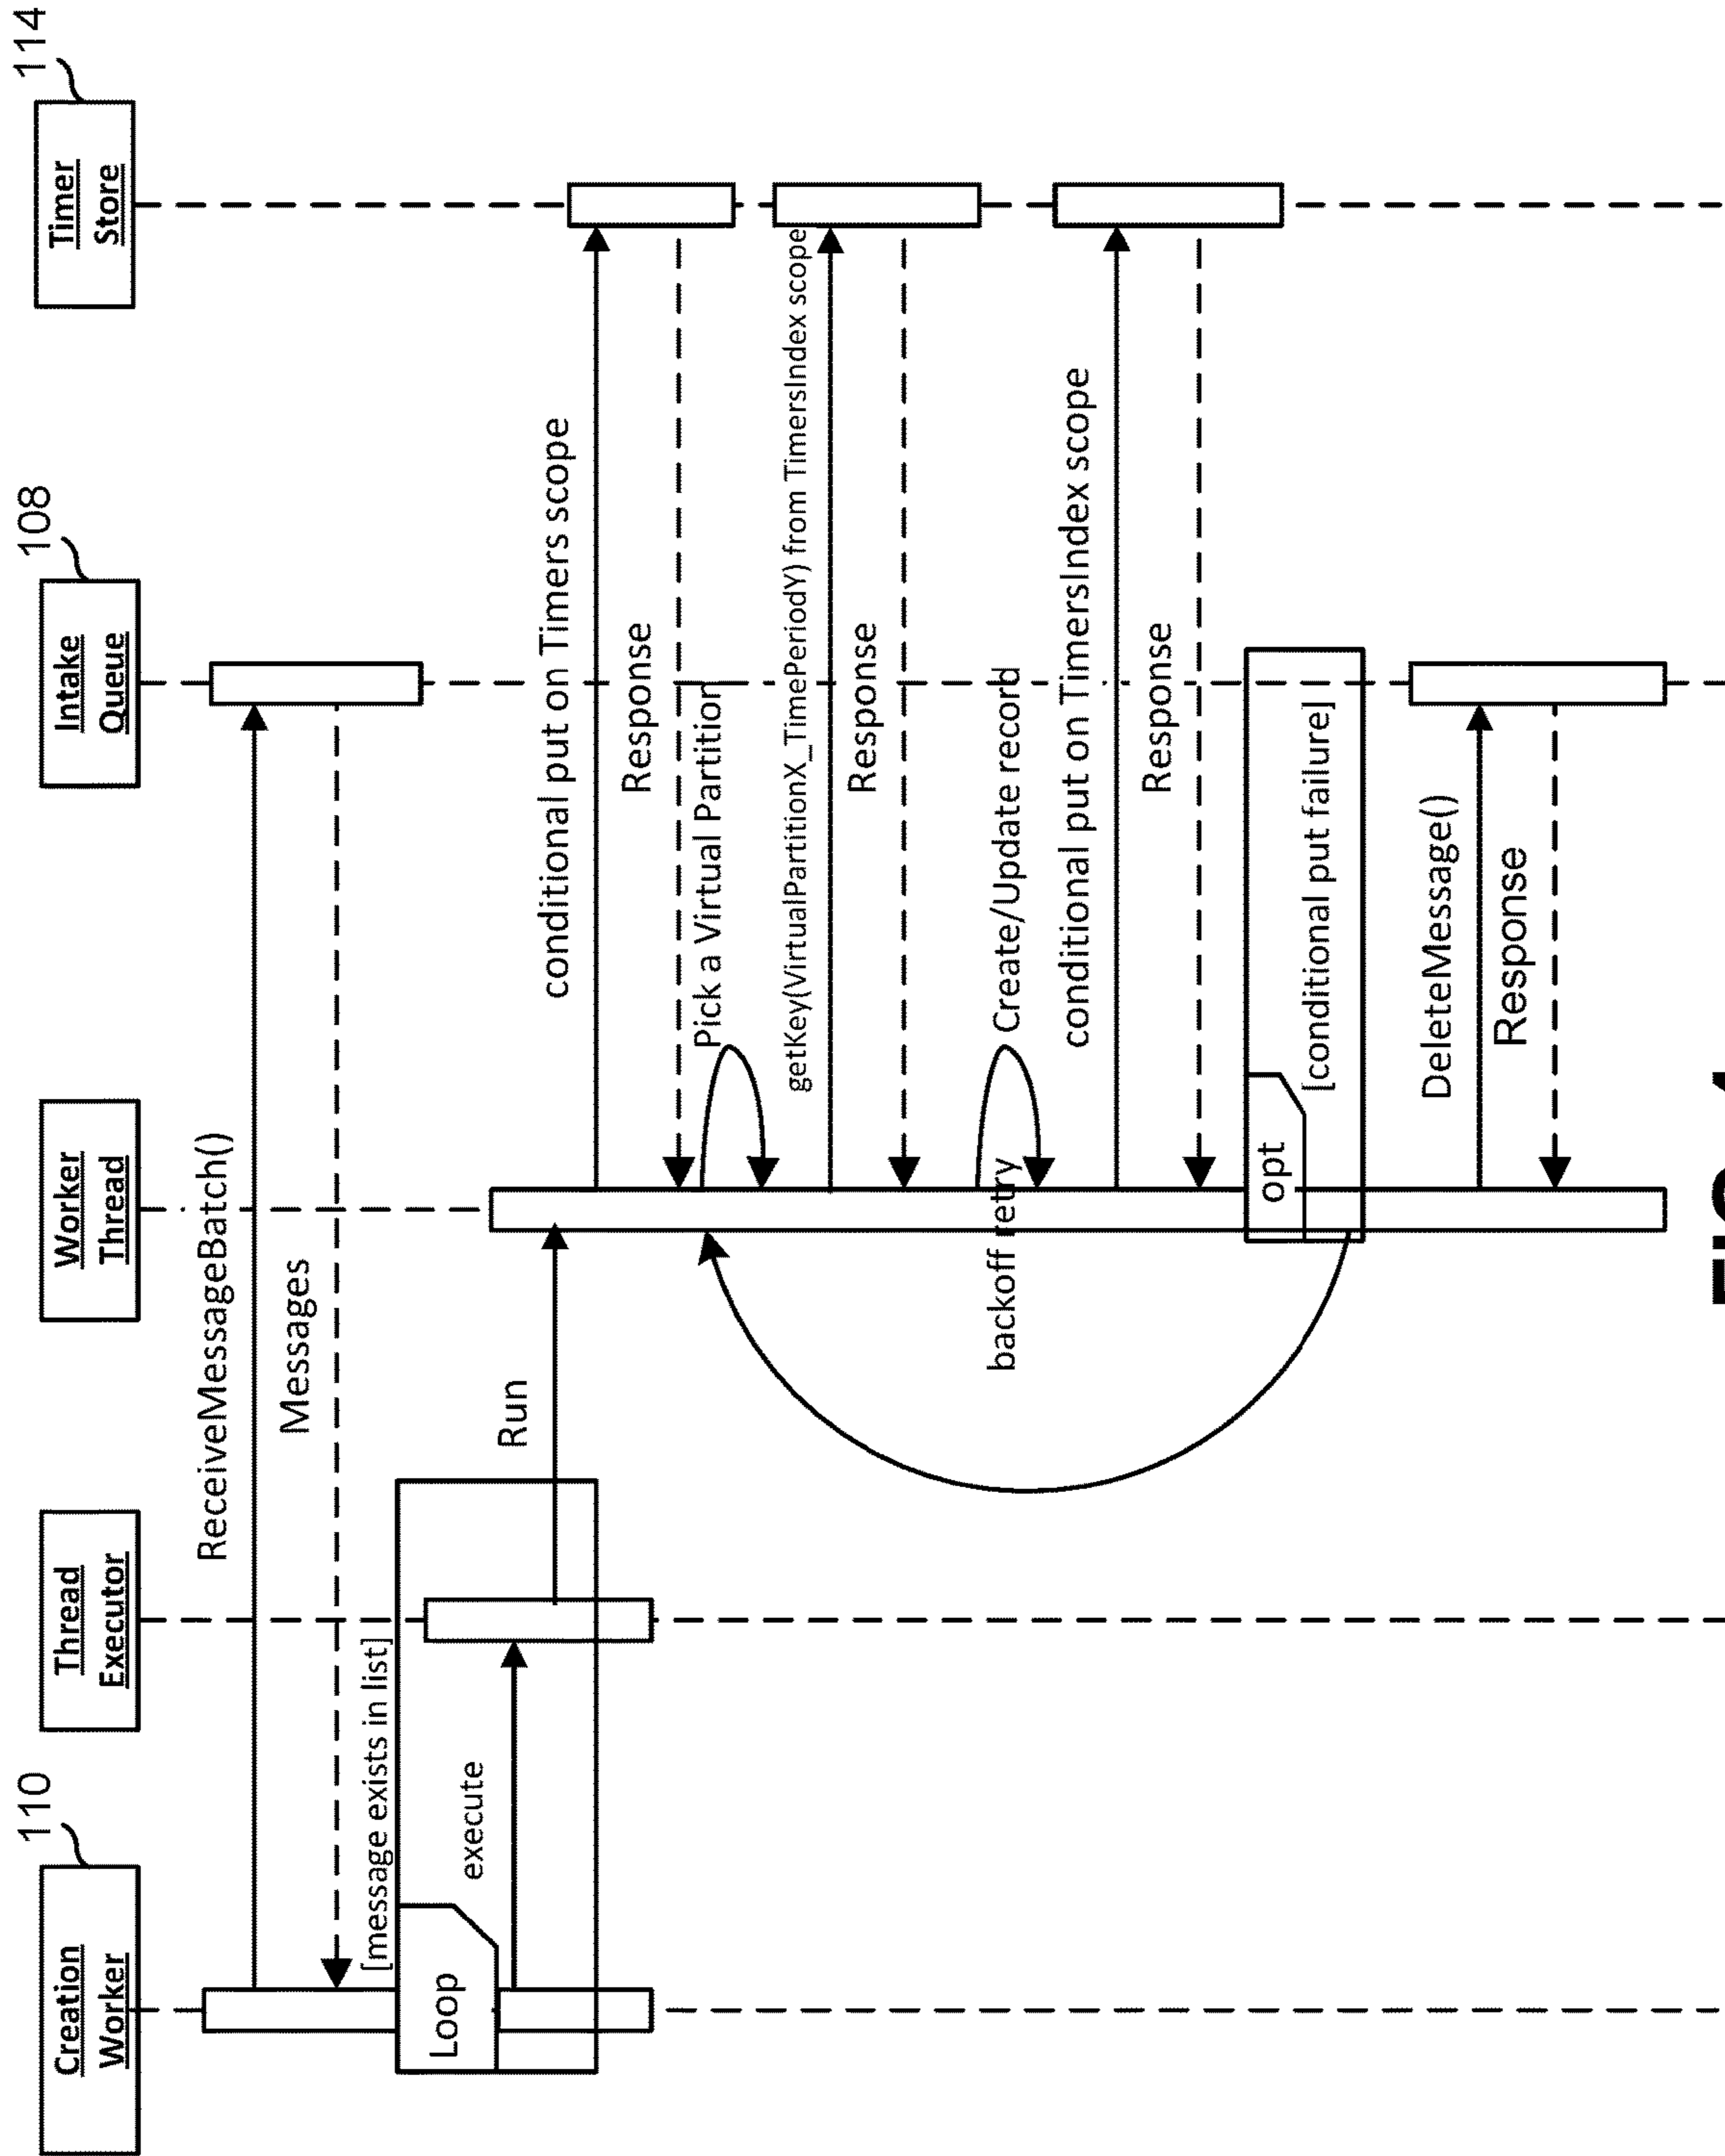 110
108
114
Creation
Worker
Thread
Executor
Worker
Thread
Intake
Queue
Timer
Store
ReceiveMessageBatch()
Messages
[message exists in list]
Loop
execute
Run
conditional put on Timers scope
Response
Pick a Virtual Partition
getKey(VirtualPartitionX_TimePeriodY) from TimersIndex scope
Response
backoff retry
Create/Update record
conditional put on TimersIndex scope
Response
opt
[conditional put failure]
DeleteMessage()
Response